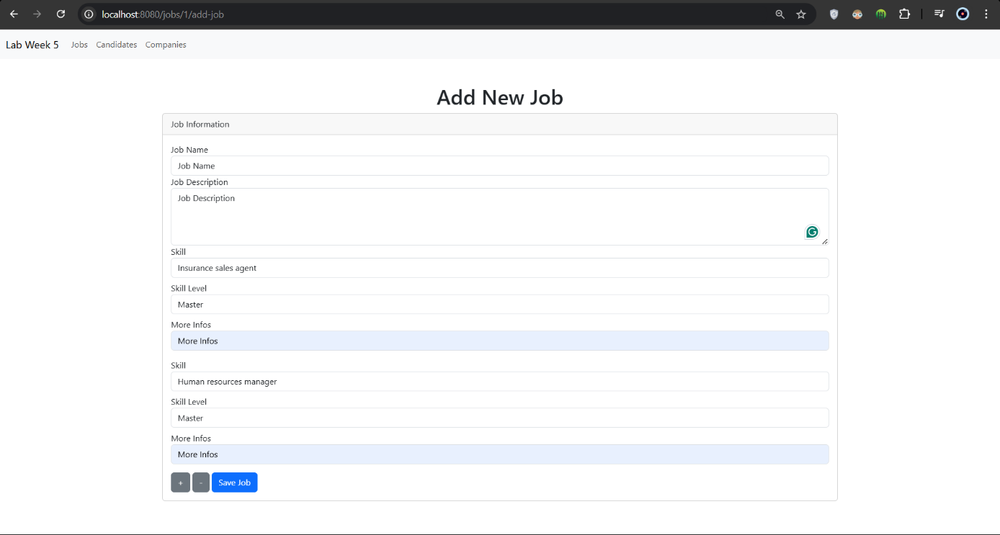 localhost:8080/jobs/1/add-job
Lab Week 5 Jobs Candidates Companies
Add New Job
Job Information
Job Name
Job Name
Job Description
Job Description
Skill
Insurance sales agent
Skill Level
Master
More Infos
More Infos
Skill
Human resources manager
Skill Level
Master
More Infos
More Infos
+ - Save Job